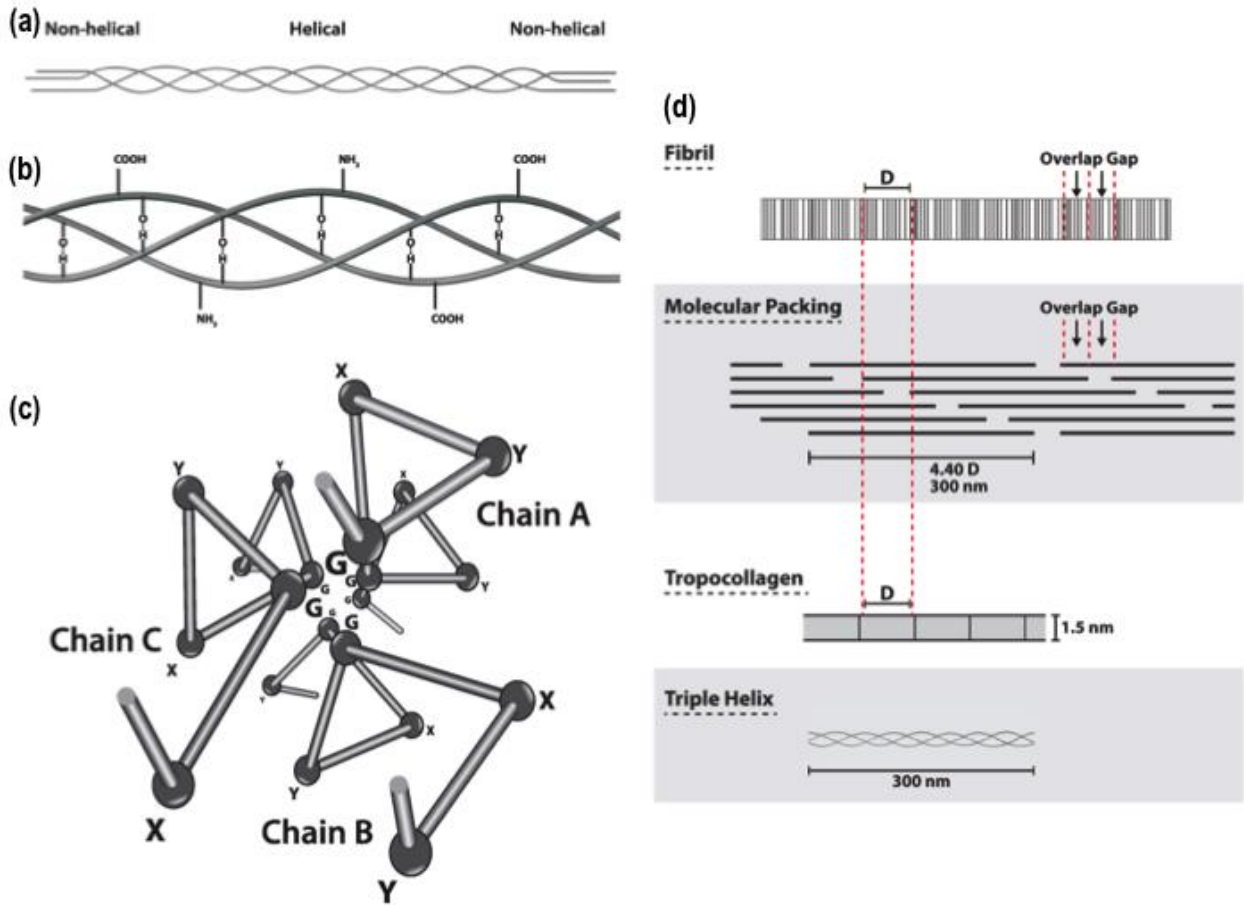 (a)
Non-helical Helical Non-helical
(b)
COOH NH₂ COOH
O H O H O H O H O H
NH₂ COOH
(c)
X
Y
Chain A
Y Y X
X G G Y
G G
G G G
Chain C
X
Y X
X
Y
X Chain B
Y
(d)
Fibril
D Overlap Gap
Molecular Packing
Overlap Gap
4.40 D
300 nm
Tropocollagen
D
1.5 nm
Triple Helix
300 nm